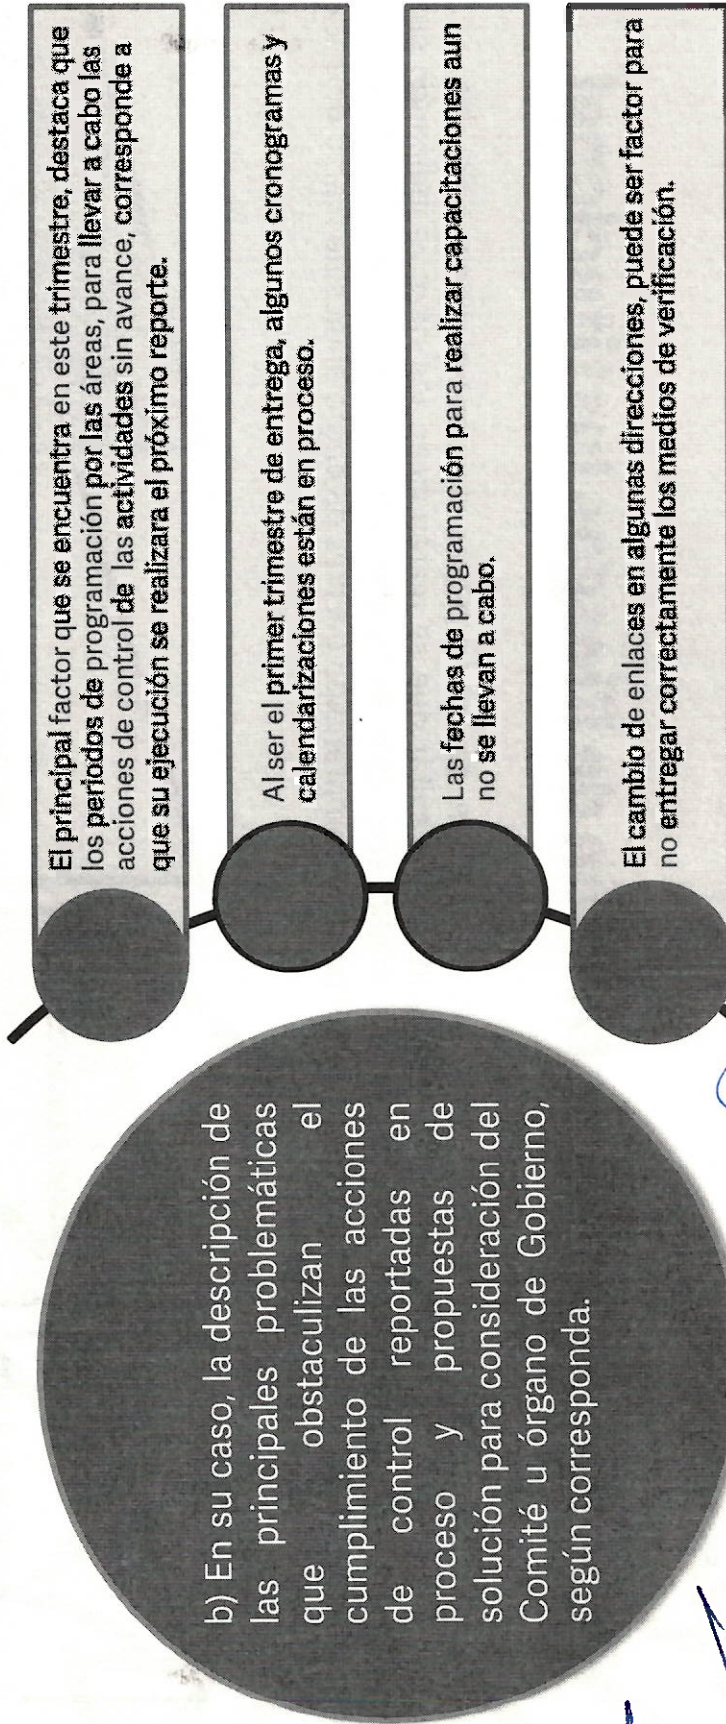 b) En su caso, la descripción de
las principales problemáticas
que obstaculizan el
cumplimiento de las acciones
de control reportadas en
proceso y propuestas de
solución para consideración del
Comité u órgano de Gobierno,
según corresponda.
El principal factor que se encuentra en este trimestre, destaca que
los periodos de programación por las áreas, para llevar a cabo las
acciones de control de las actividades sin avance, corresponde a
que su ejecución se realizara el próximo reporte.
Al ser el primer trimestre de entrega, algunos cronogramas y
calendarizaciones están en proceso.
Las fechas de programación para realizar capacitaciones aun
no se llevan a cabo.
El cambio de enlaces en algunas direcciones, puede ser factor para
no entregar correctamente los medios de verificación.